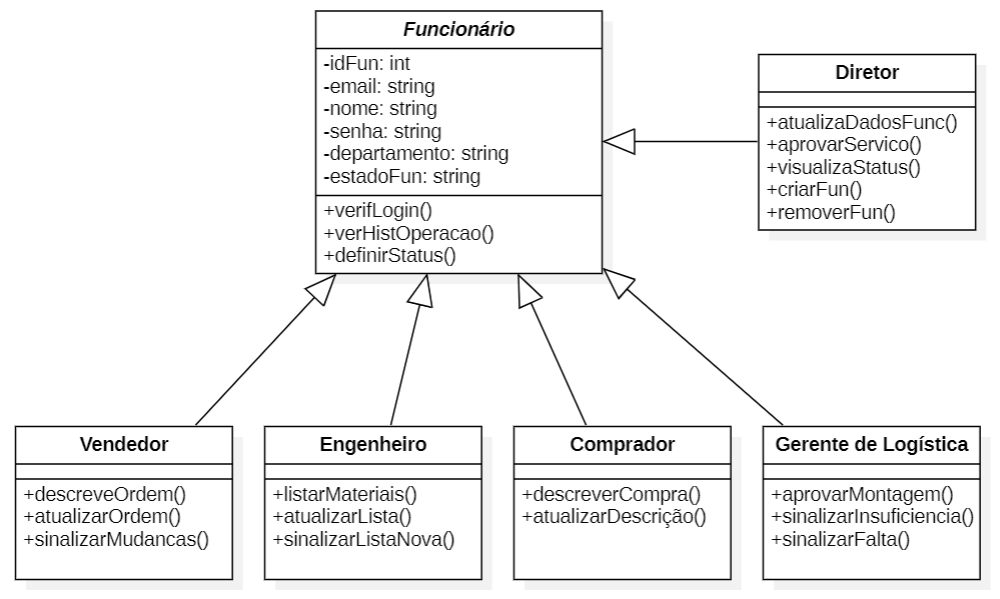 Funcionário
-idFun: int
-email: string
-nome: string
-senha: string
-departamento: string
-estadoFun: string
+verifLogin()
+verHistOperacao()
+definirStatus()
Diretor
+atualizaDadosFunc()
+aprovarServico()
+visualizaStatus()
+criarFun()
+removerFun()
Vendedor
+descreveOrdem()
+atualizarOrdem()
+sinalizarMudancas()
Engenheiro
+listarMateriais()
+atualizarLista()
+sinalizarListaNova()
Comprador
+descreverCompra()
+atualizarDescrição()
Gerente de Logística
+aprovarMontagem()
+sinalizarInsuficiencia()
+sinalizarFalta()